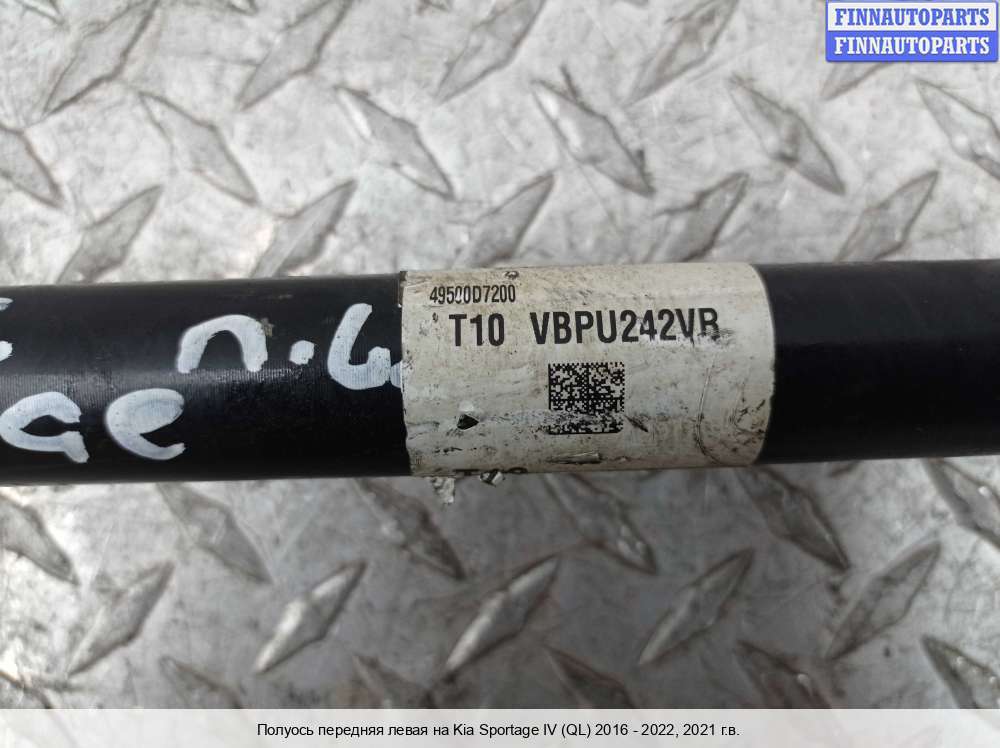 FINNAUTOPARTS
FINNAUTOPARTS
49500D7200
T10 VBPU242VB
п.L
Полуось передняя левая на Kia Sportage IV (QL) 2016 - 2022, 2021 г.в.